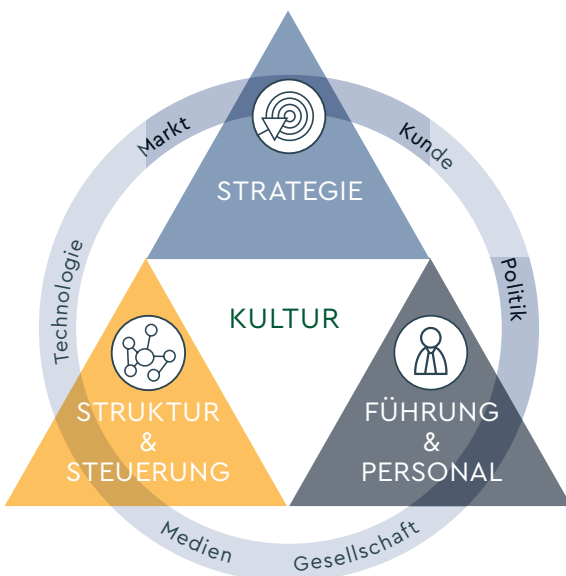 Markt
Kunde
STRATEGIE
Technologie
Politik
KULTUR
STRUKTUR
&
STEUERUNG
FÜHRUNG
&
PERSONAL
Medien
Gesellschaft